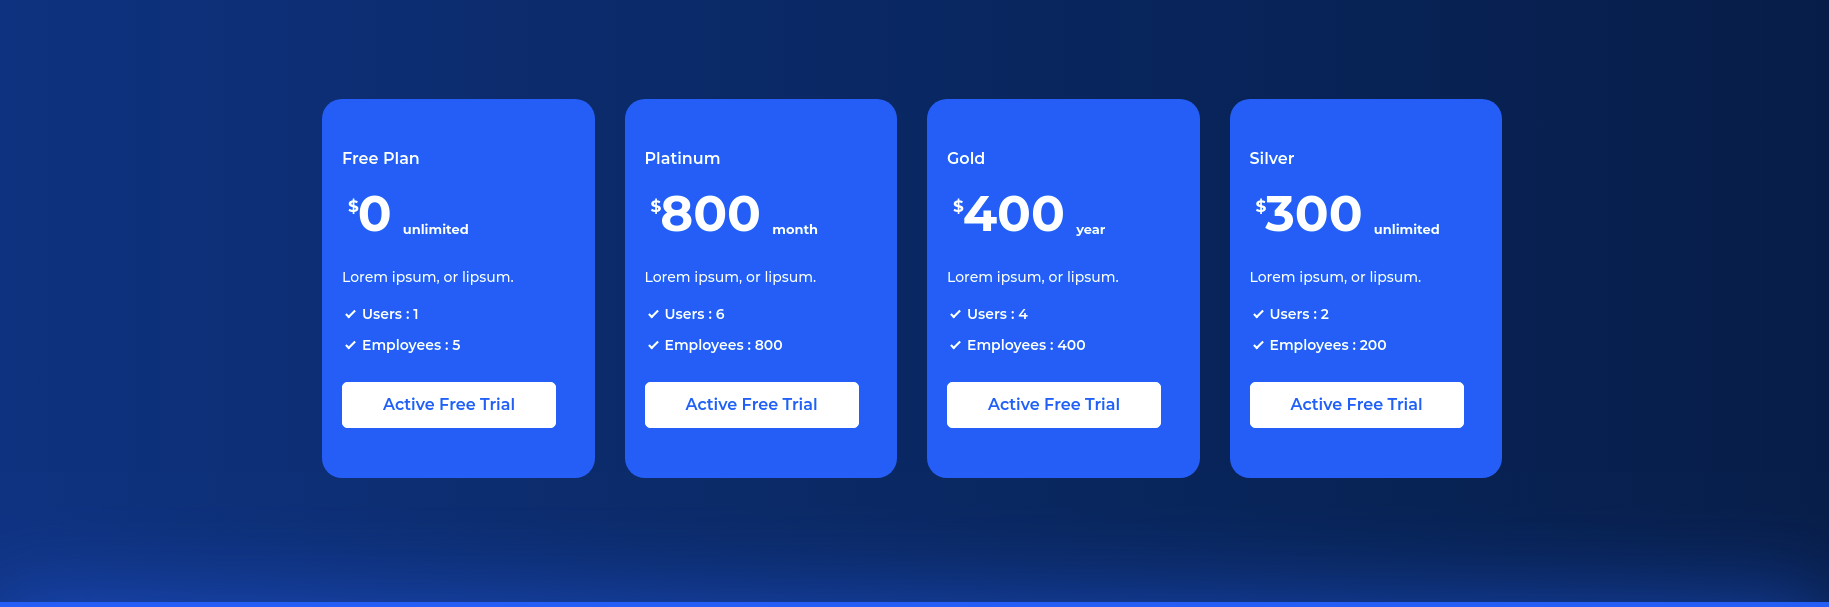 Free Plan
$0 unlimited
Lorem ipsum, or lipsum.
Users : 1
Employees : 5
Active Free Trial
Platinum
$800 month
Lorem ipsum, or lipsum.
Users : 6
Employees : 800
Active Free Trial
Gold
$400 year
Lorem ipsum, or lipsum.
Users : 4
Employees : 400
Active Free Trial
Silver
$300 unlimited
Lorem ipsum, or lipsum.
Users : 2
Employees : 200
Active Free Trial